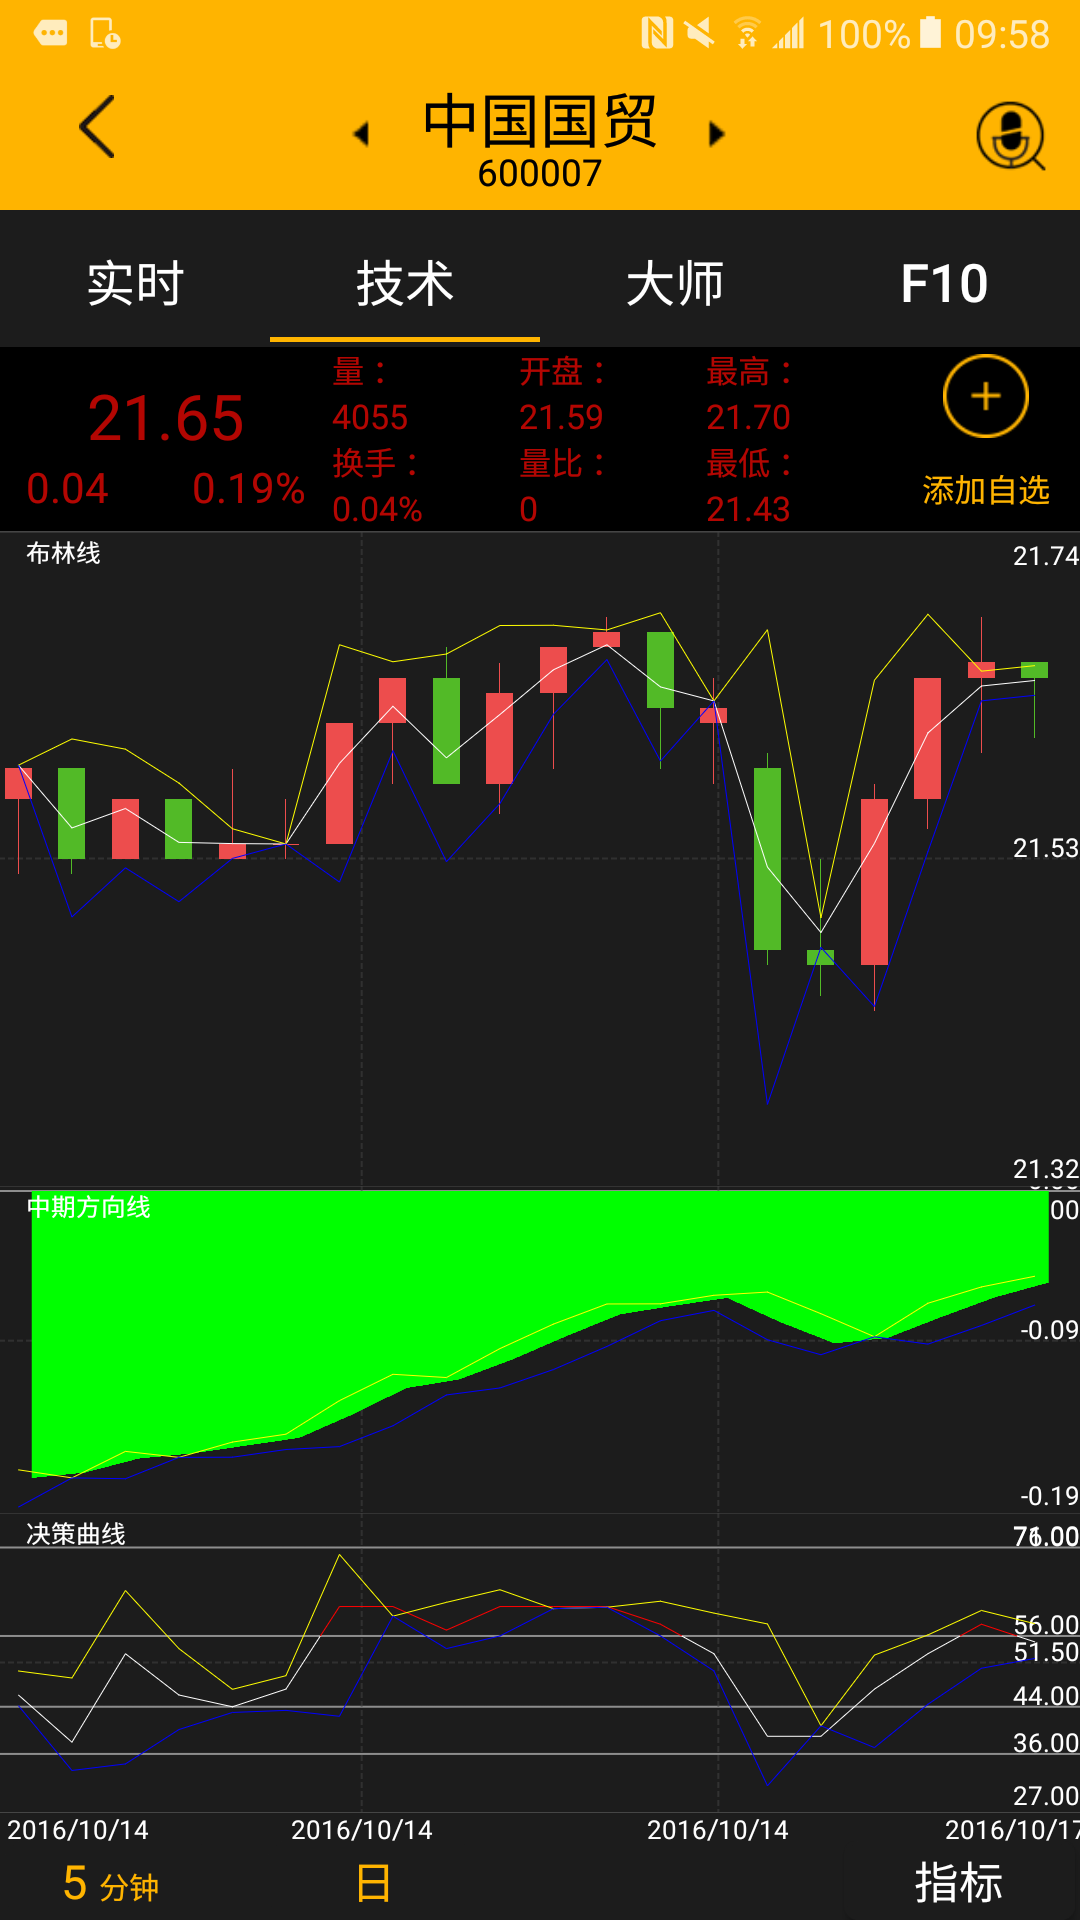 100% 09:58
中国国贸
600007
实时 技术 大师 F10
21.65
0.04 0.19%
量： 开盘： 最高：
4055 21.59 21.70
换手： 量比： 最低：
0.04% 0 21.43
添加自选
布林线 21.74
21.53
21.32
中期方向线 00
-0.09
-0.19
决策曲线
56.00
51.50
44.00
36.00
27.00
2016/10/14 2016/10/14 2016/10/14 2016/10/17
5 分钟 日 指标